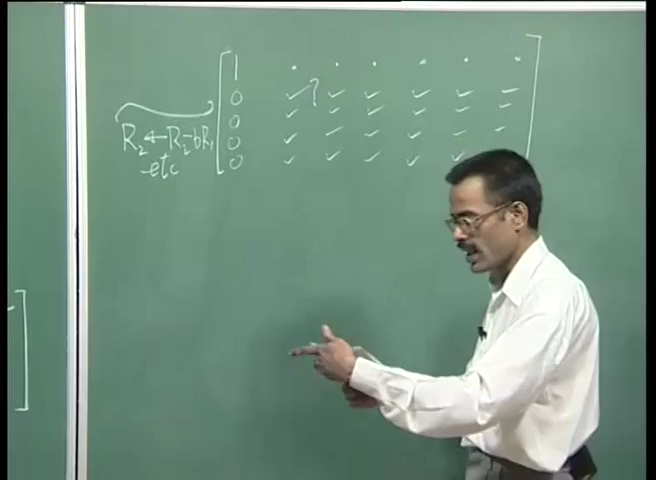 1 . . . . . .
0 ✓? ✓ ✓ ✓ ✓ ✓
0 ✓ ✓ ✓ ✓ ✓ ✓
R₂ ← R₂ - bR₁ 0 ✓ ✓ ✓ ✓ ✓ ✓
etc 0 ✓ ✓ ✓ ✓ ✓